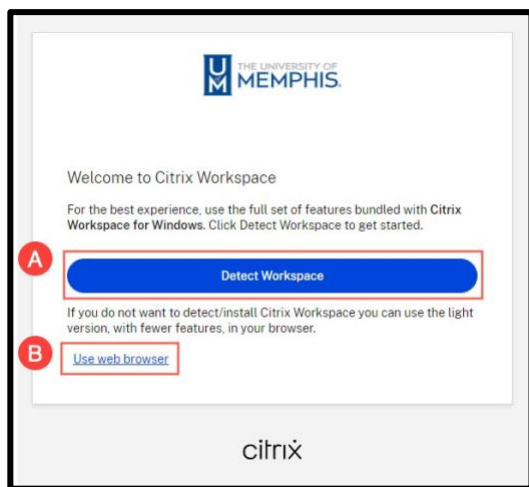 THE UNIVERSITY OF
MEMPHIS.
Welcome to Citrix Workspace
For the best experience, use the full set of features bundled with Citrix
Workspace for Windows. Click Detect Workspace to get started.
A
Detect Workspace
If you do not want to detect/install Citrix Workspace you can use the light
version, with fewer features, in your browser.
B
Use web browser
citrix